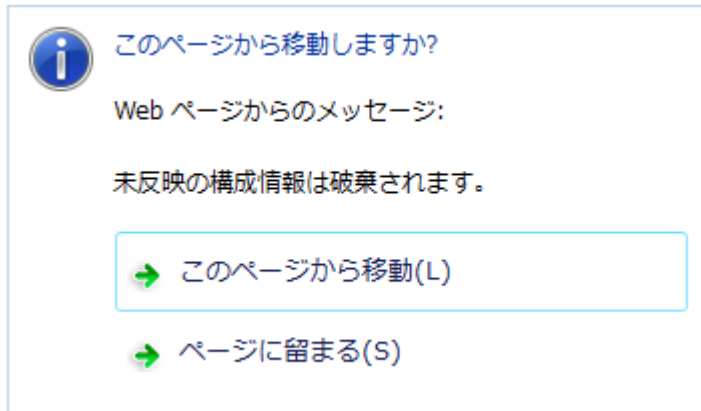 このページから移動しますか?
Web ページからのメッセージ:
未反映の構成情報は破棄されます。
このページから移動(L)
ページに留まる(S)